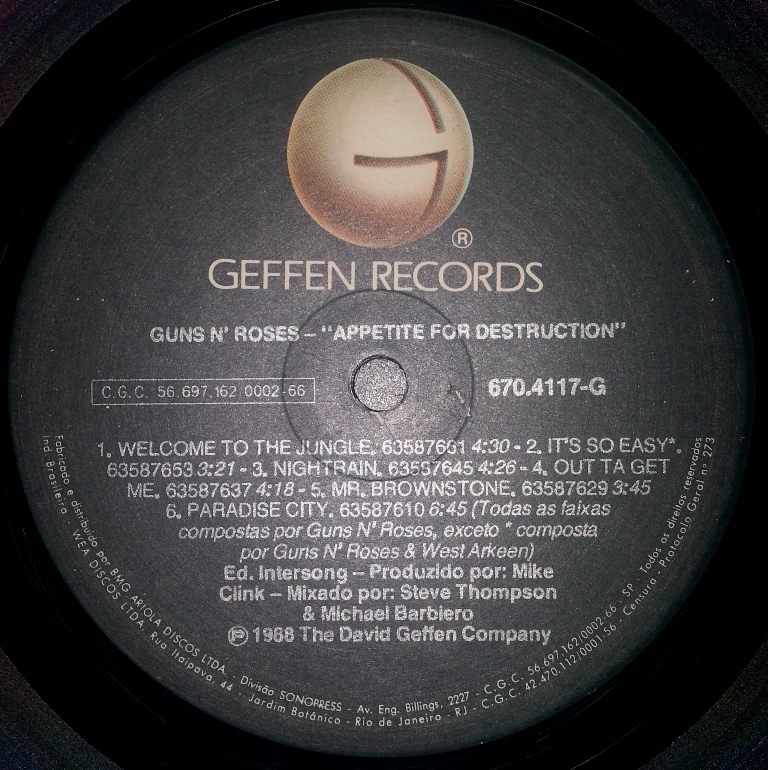 ®
GEFFEN RECORDS
GUNS N' ROSES – "APPETITE FOR DESTRUCTION"
C.G.C. 56.697.162/0002-66
670.4117-G
1. WELCOME TO THE JUNGLE. 63587661 4:30 - 2. IT'S SO EASY*.
63587653 3:21 - 3. NIGHTRAIN. 63587645 4:26 - 4. OUT TA GET
ME. 63587637 4:18 - 5. MR. BROWNSTONE. 63587629 3:45
6. PARADISE CITY. 63587610 6:45 (Todas as faixas
compostas por Guns N' Roses, exceto * composta
por Guns N' Roses & West Arkeen)
Ed. Intersong – Produzido por: Mike
Clink – Mixado por: Steve Thompson
& Michael Barbiero
℗ 1988 The David Geffen Company
Fabricado e distribuído por BMG ARIOLA DISCOS LTDA. - Divisão SONOPRESS - Av. Eng. Billings, 2227 - C.G.C. 56.697.162/0002-66 - SP - Todos os direitos reservados
Ind. Brasileira - WEA DISCOS LTDA. Rua Itaipava, 44 - Jardim Botânico - Rio de Janeiro - RJ - C.G.C. 42.470.112/0001-56 - Censura - Protocolo Geral nº 273